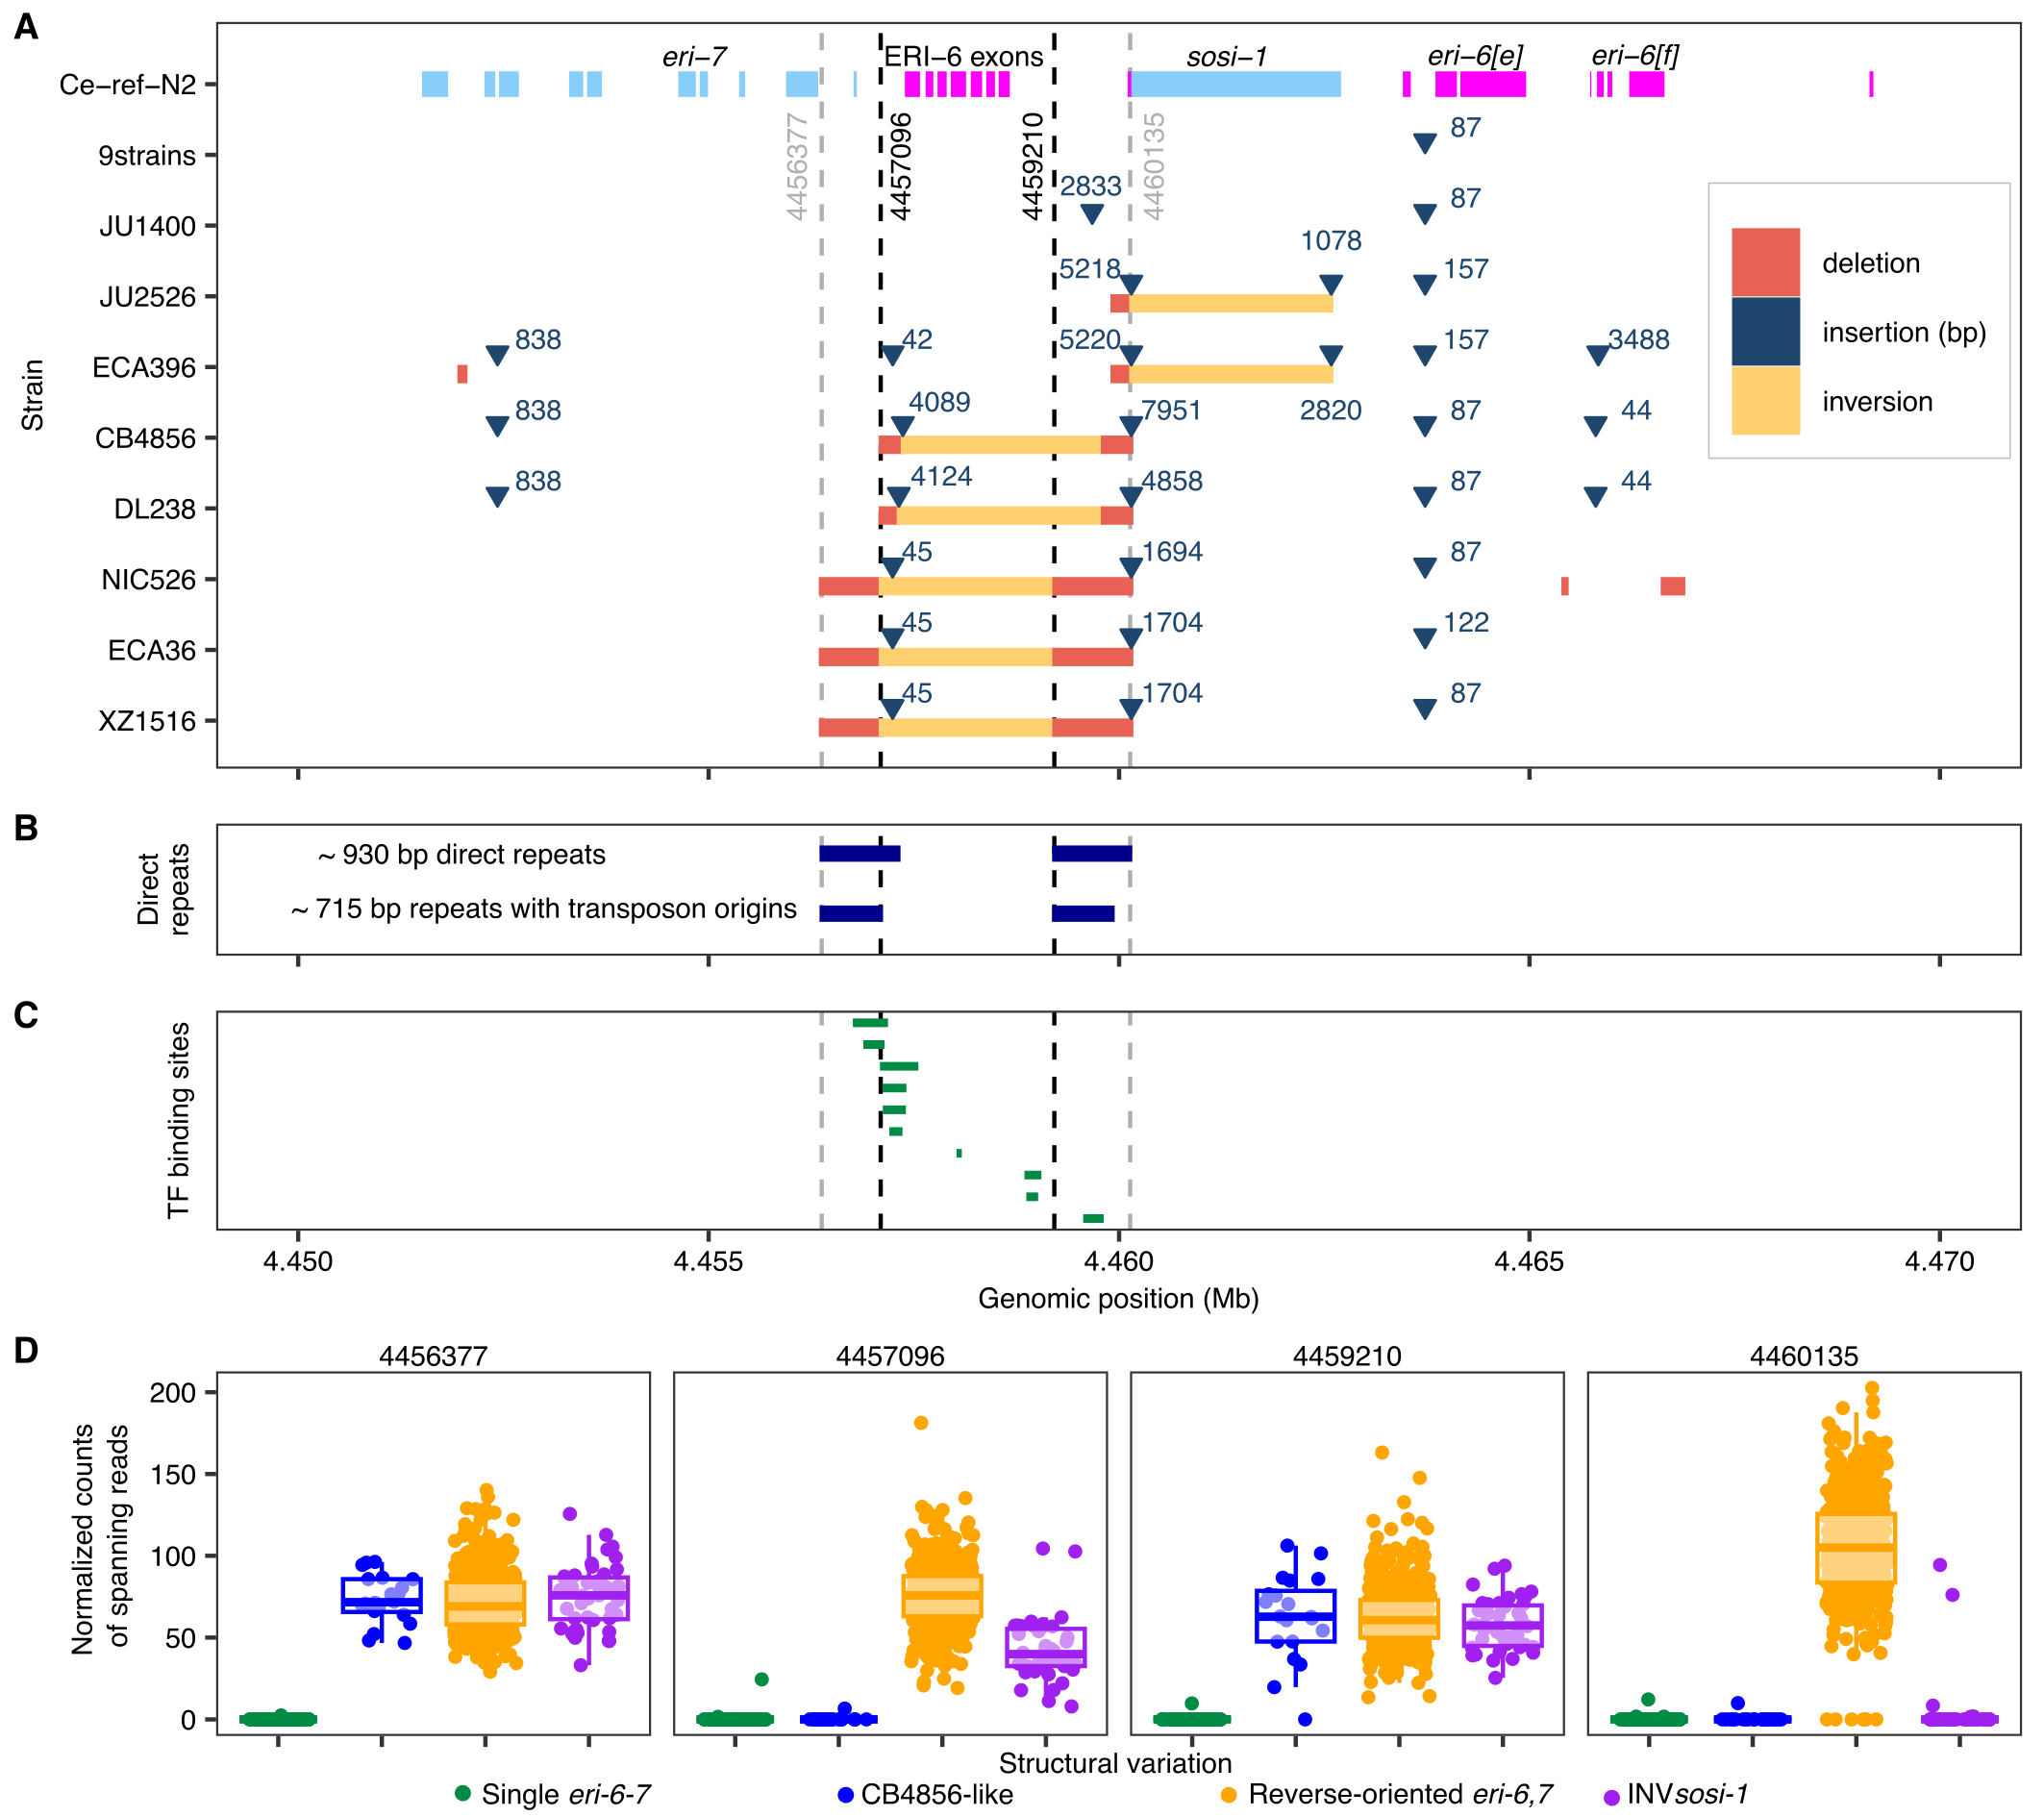 A
eri−7
ERI−6 exons
sosi−1
eri−6[e]
eri−6[f]
Ce−ref−N2
9strains
JU1400
JU2526
ECA396
CB4856
DL238
NIC526
ECA36
XZ1516
Strain
4456377
4457096
4459210
4460135
87
2833
87
5218
1078
157
838
42
5220
157
3488
838
4089
7951
2820
87
44
838
4124
4858
87
44
45
1694
87
45
1704
122
45
1704
87
deletion
insertion (bp)
inversion
B
Direct
repeats
~ 930 bp direct repeats
~ 715 bp repeats with transposon origins
C
TF binding sites
4.450
4.455
4.460
4.465
4.470
Genomic position (Mb)
D
4456377
4457096
4459210
4460135
Normalized counts
of spanning reads
200
150
100
50
0
Structural variation
Single eri-6-7
CB4856-like
Reverse-oriented eri-6,7
INVsosi-1